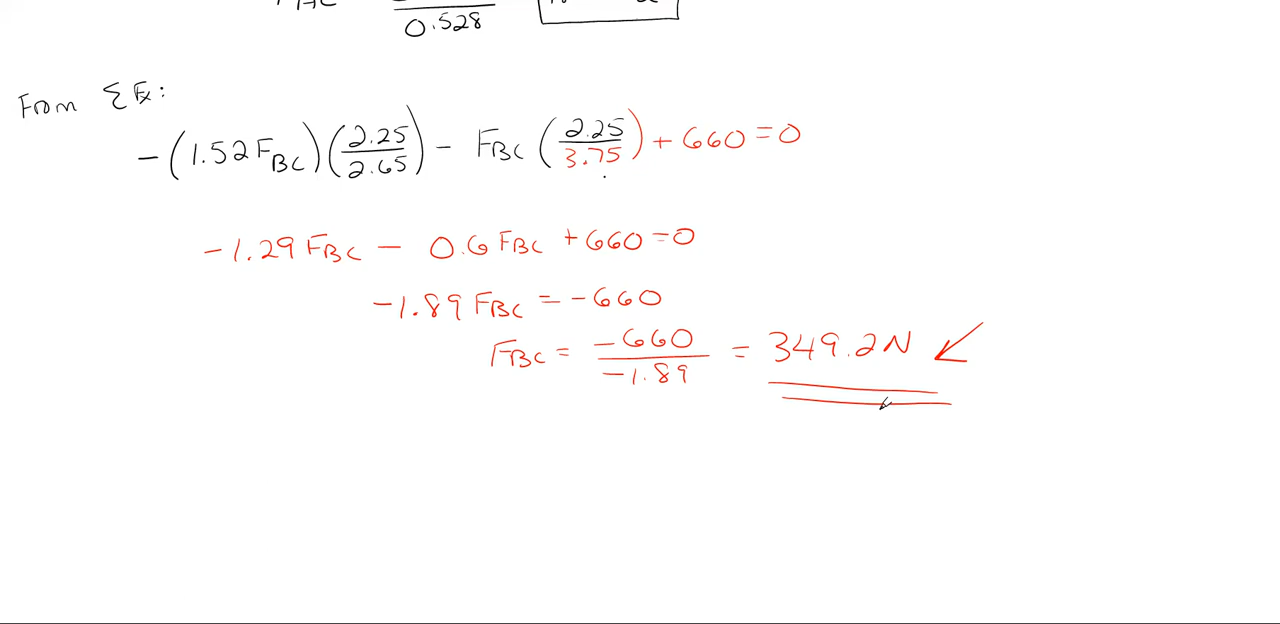 0.528
From ΣFx:
-(1.52 FBC)(2.25/2.65) - FBC (2.25/3.75) + 660 = 0
-1.29 FBC - 0.6 FBC + 660 = 0
-1.89 FBC = -660
FBC = -660/-1.89 = 349.2N ↙